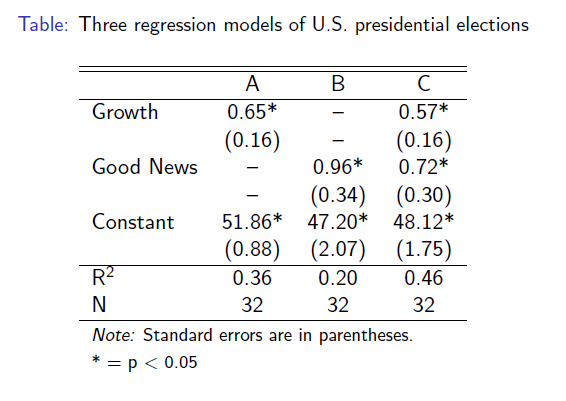 Table: Three regression models of U.S. presidential elections
A B C
Growth 0.65* – 0.57*
(0.16) – (0.16)
Good News – 0.96* 0.72*
– (0.34) (0.30)
Constant 51.86* 47.20* 48.12*
(0.88) (2.07) (1.75)
R² 0.36 0.20 0.46
N 32 32 32
Note: Standard errors are in parentheses.
* = p < 0.05